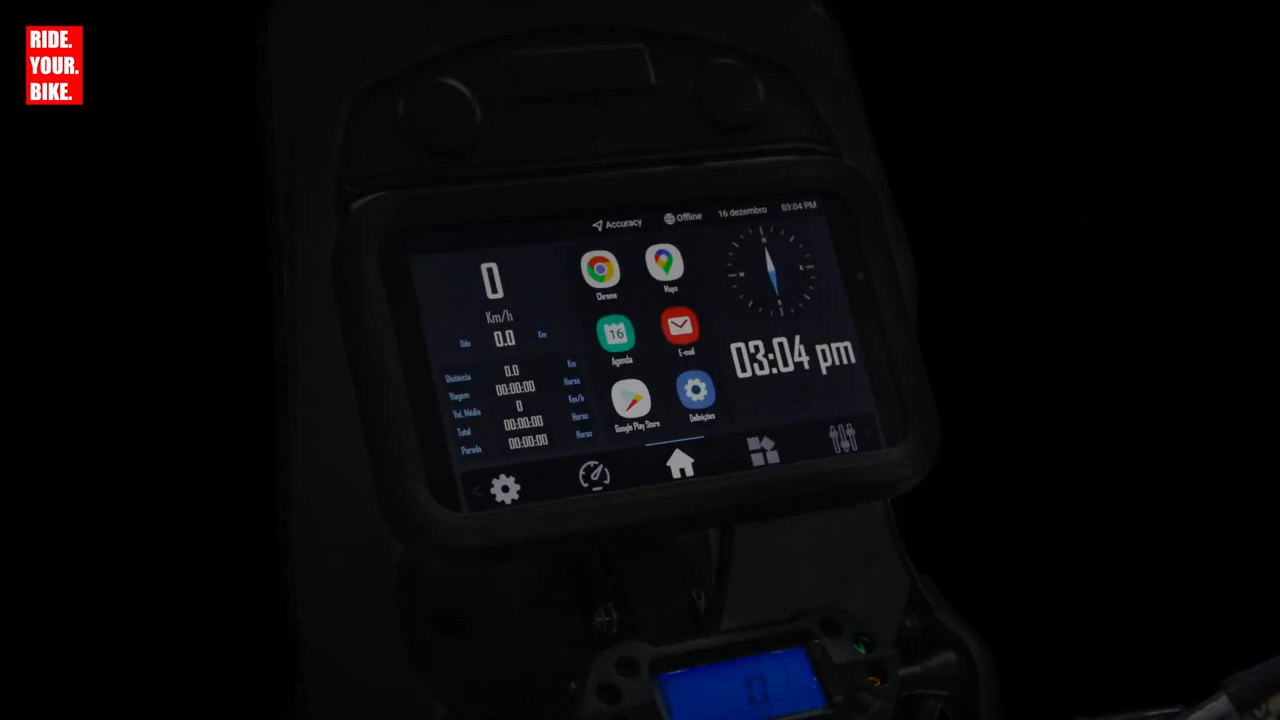 RIDE.
YOUR.
BIKE.
Accuracy
Offline
16 dezembro
03:04 PM
0
Km/h
Odo 0.0 Km
Distância 0.0 Km
Viagem 00:00:00 Horas
Vel. Média 0 Km/h
Total 00:00:00 Horas
Parado 00:00:00 Horas
Chrome
Maps
16
Agenda
E-mail
Google Play Store
Definições
N
W
E
S
03:04 pm
0